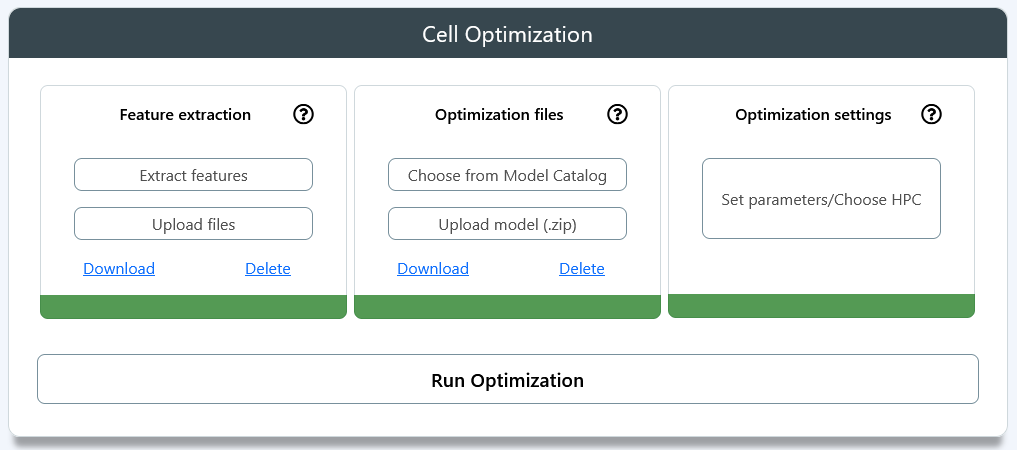 Cell Optimization
Feature extraction
Extract features
Upload files
Download Delete
Optimization files
Choose from Model Catalog
Upload model (.zip)
Download Delete
Optimization settings
Set parameters/Choose HPC
Run Optimization